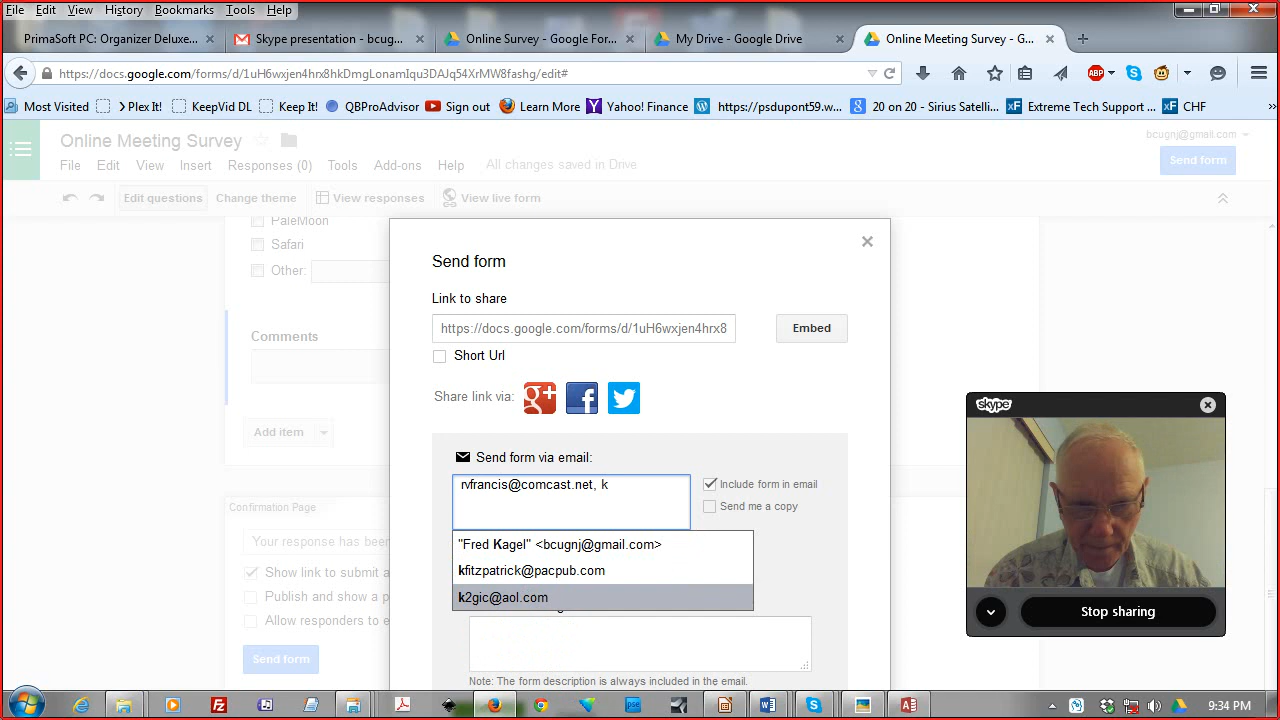 File Edit View History Bookmarks Tools Help
PrimaSoft PC: Organizer Deluxe... × Skype presentation - bcug... × Online Survey - Google For... × My Drive - Google Drive × Online Meeting Survey - G... × +
https://docs.google.com/forms/d/1uH6wxjen4hrx8hkDmgLonamIqu3DAJq54XrMW8fashg/edit# ABP
Most Visited > Plex It! KeepVid DL Keep It! QBProAdvisor Sign out Learn More Yahoo! Finance https://psdupont59.w... 20 on 20 - Sirius Satelli... Extreme Tech Support ... CHF »
Online Meeting Survey
bcugnj@gmail.com
File Edit View Insert Responses (0) Tools Add-ons Help All changes saved in Drive
Send form
Edit questions Change theme View responses View live form
PaleMoon
Safari
Other:
Comments
Add item
Confirmation Page
Your response has been
Show link to submit a
Publish and show a p
Allow responders to e
Send form
Send form
Link to share
https://docs.google.com/forms/d/1uH6wxjen4hrx8
Embed
Short Url
Share link via:
Send form via email:
rvfrancis@comcast.net, k
Include form in email
Send me a copy
"Fred Kagel" <bcugnj@gmail.com>
kfitzpatrick@pacpub.com
k2gic@aol.com
Note: The form description is always included in the email.
skype
Stop sharing
9:34 PM